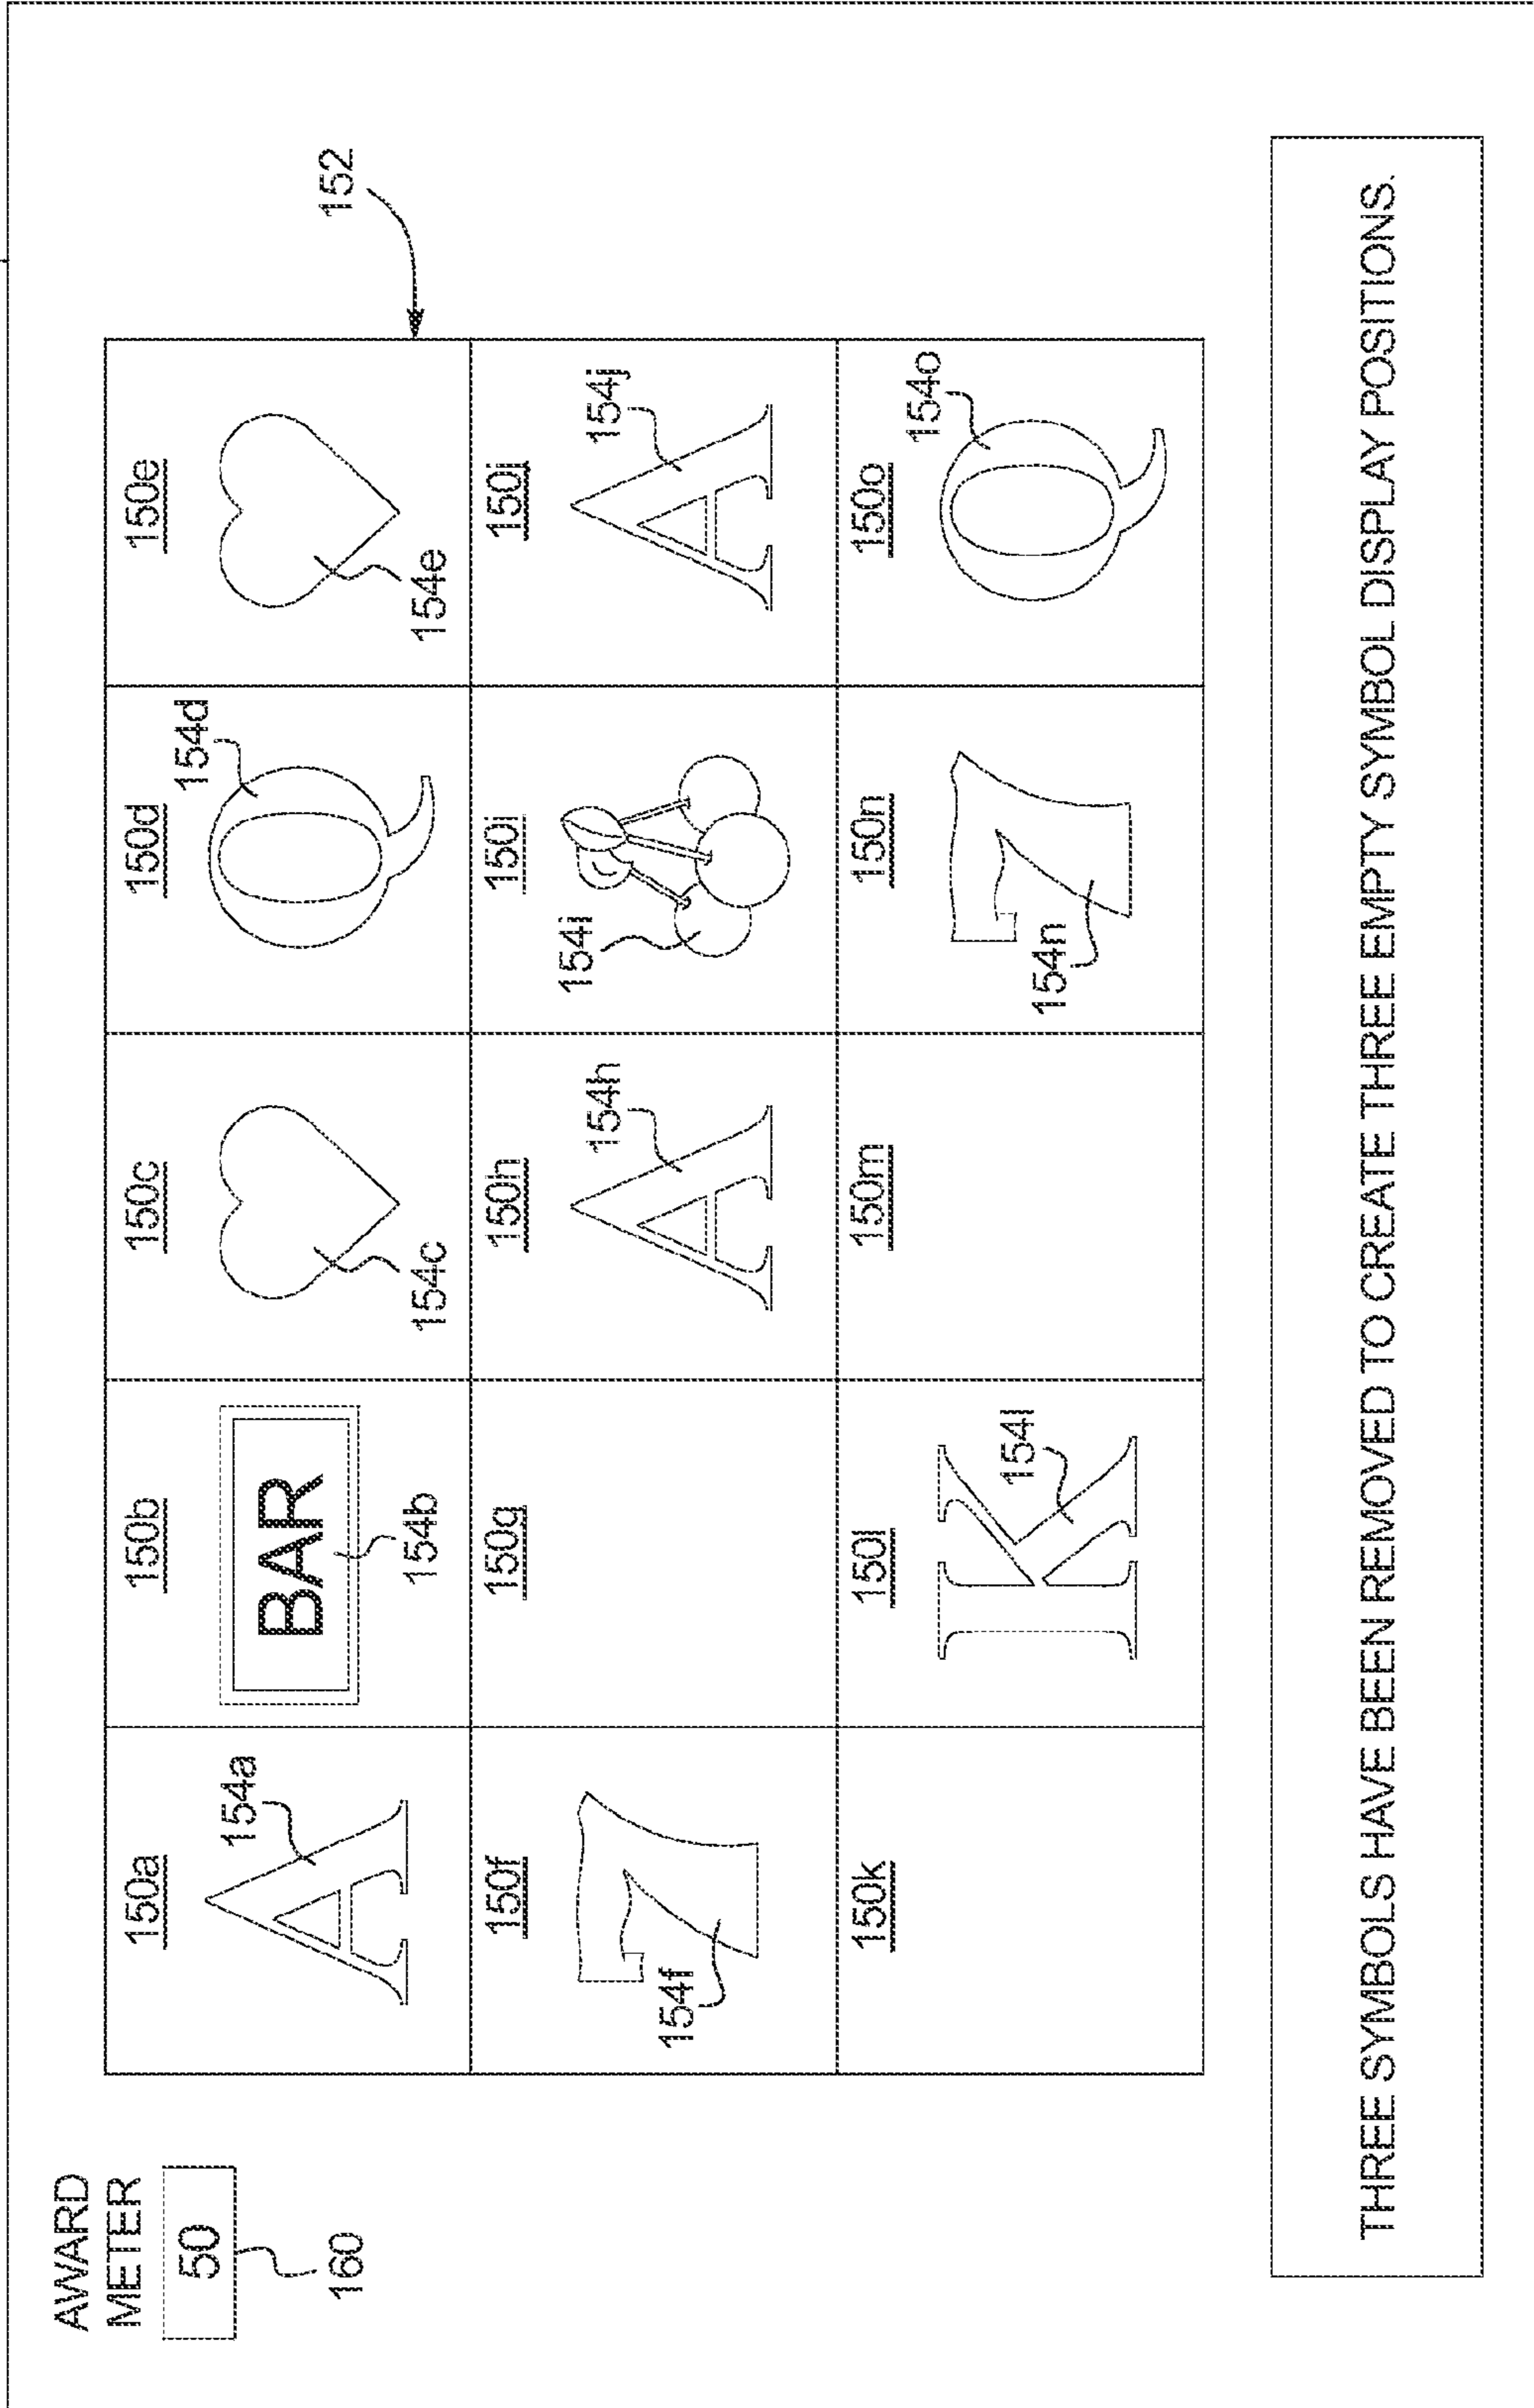 AWARD
METER
50
160
152
150a
A
154a
150b
BAR
154b
150c
154c
150d
Q
154d
150e
154e
150f
7
154f
150g
150h
A
154h
150i
154i
150j
A
154j
150k
150l
K
154l
150m
150n
7
154n
150o
Q
154o
THREE SYMBOLS HAVE BEEN REMOVED TO CREATE THREE EMPTY SYMBOL DISPLAY POSITIONS.